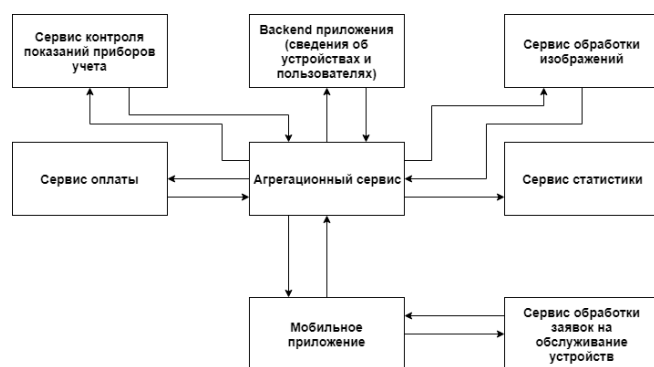 Сервис контроля
показаний приборов
учета
Backend приложения
(сведения об
устройствах и
пользователях)
Сервис обработки
изображений
Сервис оплаты
Агрегационный сервис
Сервис статистики
Мобильное
приложение
Сервис обработки
заявок на
обслуживание
устройств